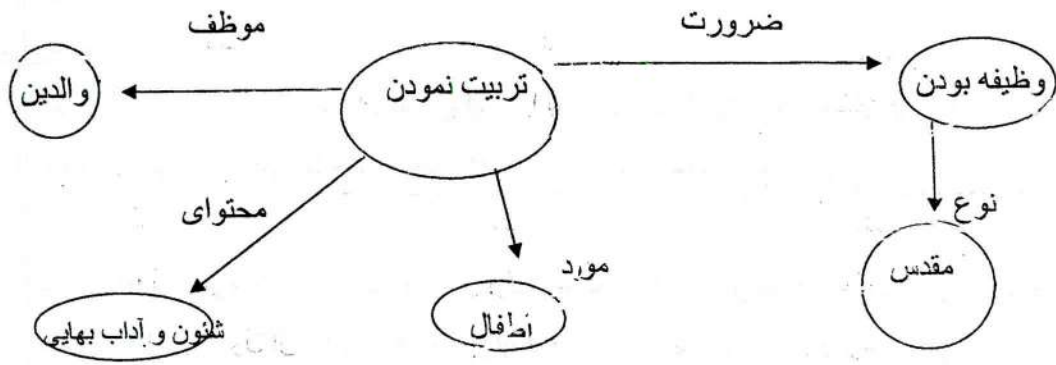 ضرورت
موظف
وظیفه بودن
تربیت نمودن
والدین
نوع
محتوای
مورد
مقدس
اطفال
شئون و آداب بهایی